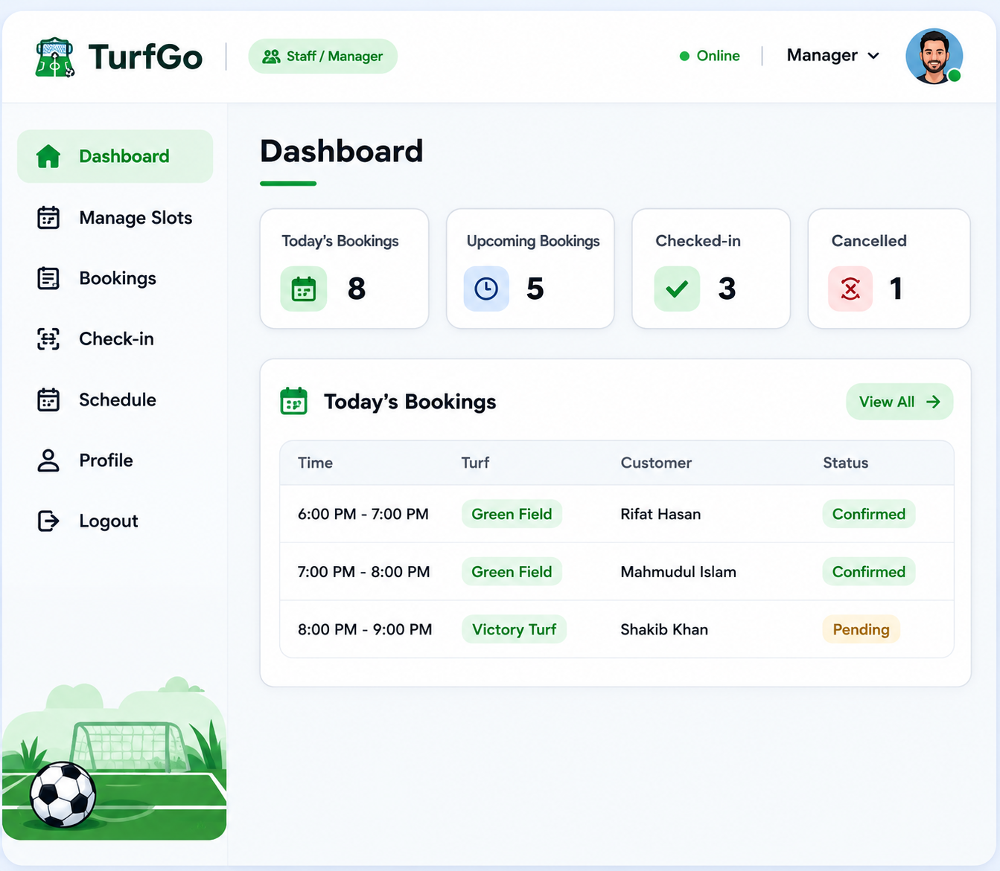 TurfGo
Staff / Manager
Online
Manager
Dashboard
Manage Slots
Bookings
Check-in
Schedule
Profile
Logout
Dashboard
Today’s Bookings
8
Upcoming Bookings
5
Checked-in
3
Cancelled
1
Today’s Bookings
View All
Time Turf Customer Status
6:00 PM - 7:00 PM Green Field Rifat Hasan Confirmed
7:00 PM - 8:00 PM Green Field Mahmudul Islam Confirmed
8:00 PM - 9:00 PM Victory Turf Shakib Khan Pending